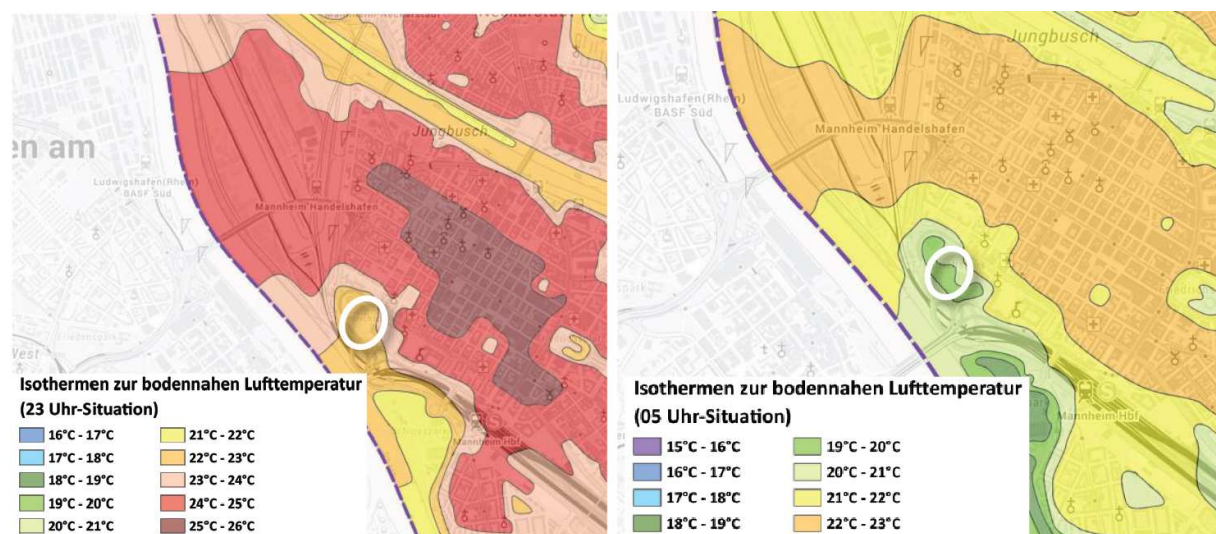 Jungbusch
en am
Ludwigshafen(Rhein)
BASF Süd
Mannheim Handelshafen
West
Mannheim Hbf
Isothermen zur bodennahen Lufttemperatur
(23 Uhr-Situation)
16°C - 17°C
17°C - 18°C
18°C - 19°C
19°C - 20°C
20°C - 21°C
21°C - 22°C
22°C - 23°C
23°C - 24°C
24°C - 25°C
25°C - 26°C
Jungbusch
Ludwigshafen(Rhein)
BASF Süd
Mannheim Handelshafen
Mannheim Hbf
Isothermen zur bodennahen Lufttemperatur
(05 Uhr-Situation)
15°C - 16°C
16°C - 17°C
17°C - 18°C
18°C - 19°C
19°C - 20°C
20°C - 21°C
21°C - 22°C
22°C - 23°C